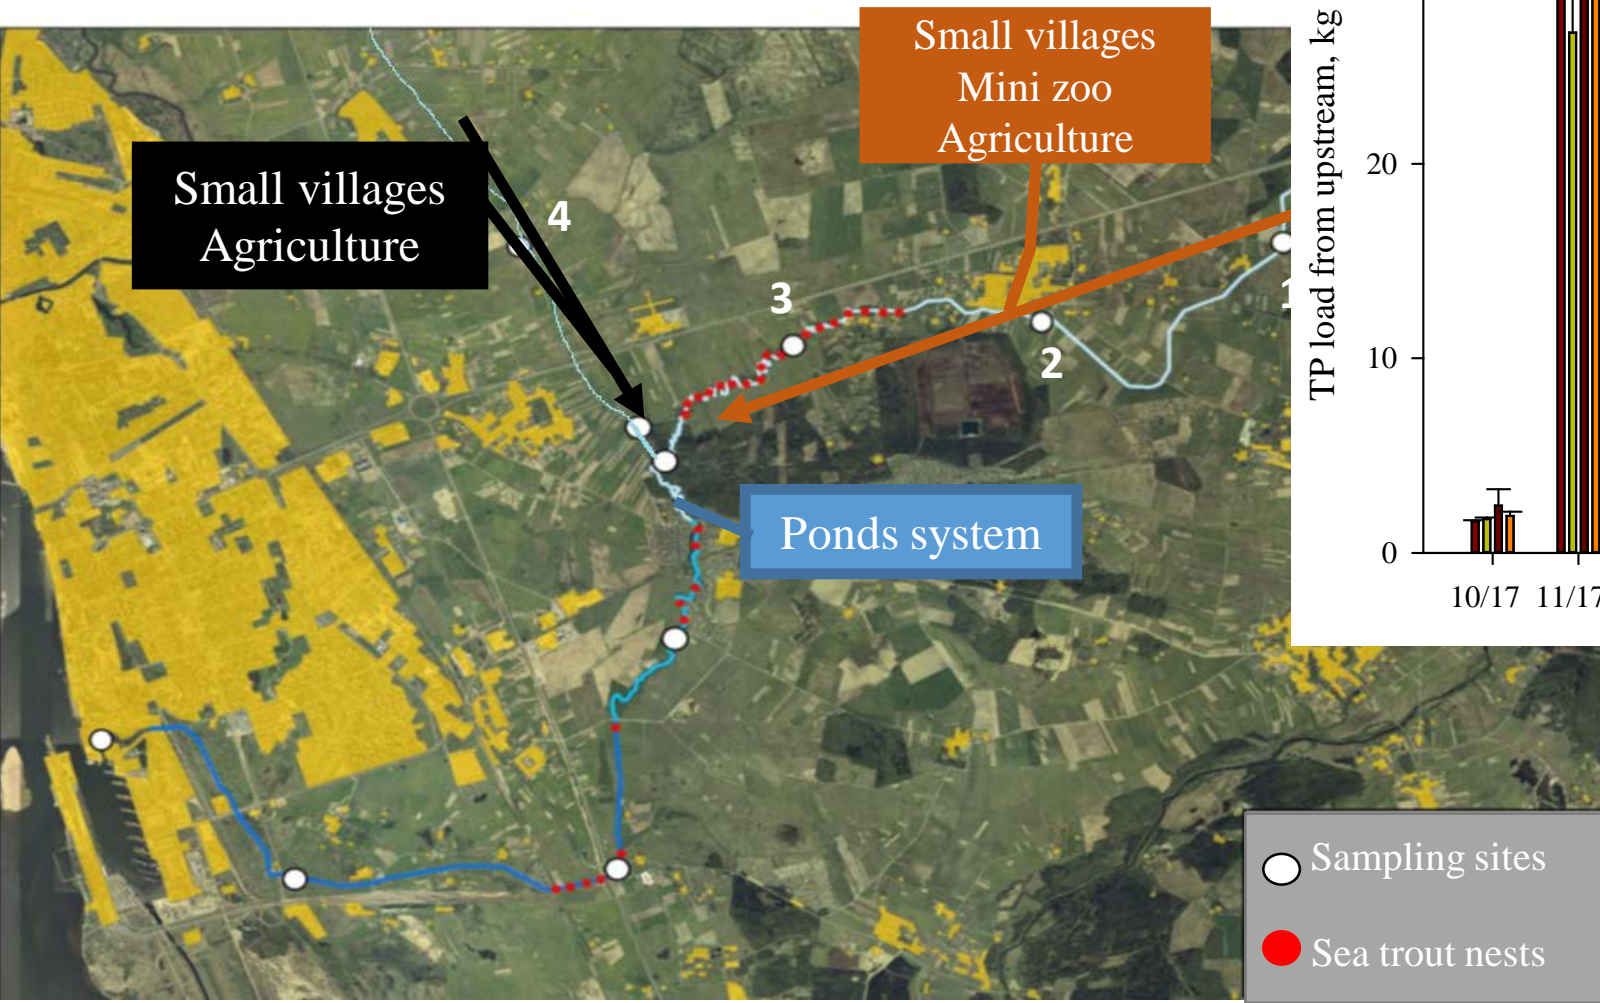 Small villages
Mini zoo
Agriculture
Small villages
Agriculture
4
3
2
1
Ponds system
TP load from upstream, kg
20
10
0
10/17 11/17
Sampling sites
Sea trout nests